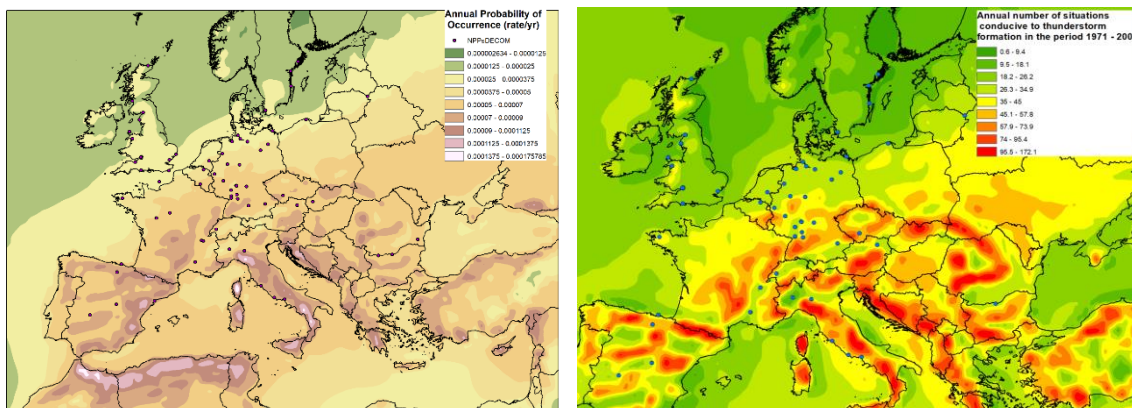 Annual Probability of
Occurrence (rate/yr)
NPPsDECOM
0.000002634 - 0.0000125
0.0000125 - 0.000025
0.000025 0.0000375
0.0000375 - 0.00005
0.00005 - 0.00007
0.00007 - 0.00009
0.00009 - 0.0001125
0.0001125 - 0.0001375
0.0001375 - 0.000175785
Annual number of situations
conducive to thunderstorm
formation in the period 1971 - 200
0.6 - 9.4
9.5 - 18.1
18.2 - 26.2
26.3 - 34.9
35 - 45
45.1 - 57.8
57.9 - 73.9
74 - 95.4
95.5 - 172.1